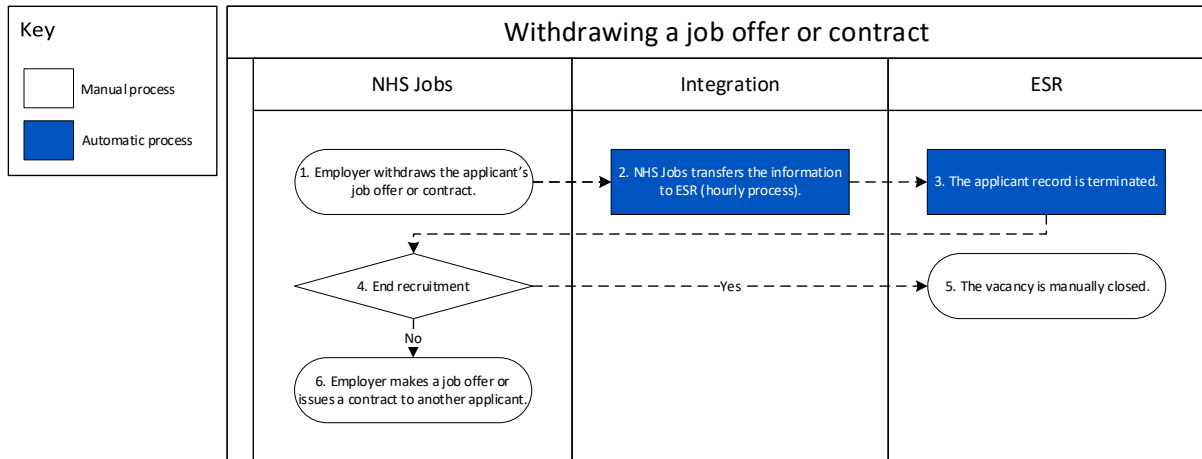 Key
Manual process
Automatic process
Withdrawing a job offer or contract
NHS Jobs
Integration
ESR
1. Employer withdraws the applicant's
job offer or contract.
2. NHS Jobs transfers the information
to ESR (hourly process).
3. The applicant record is terminated.
4. End recruitment
Yes
5. The vacancy is manually closed.
No
6. Employer makes a job offer or
issues a contract to another applicant.